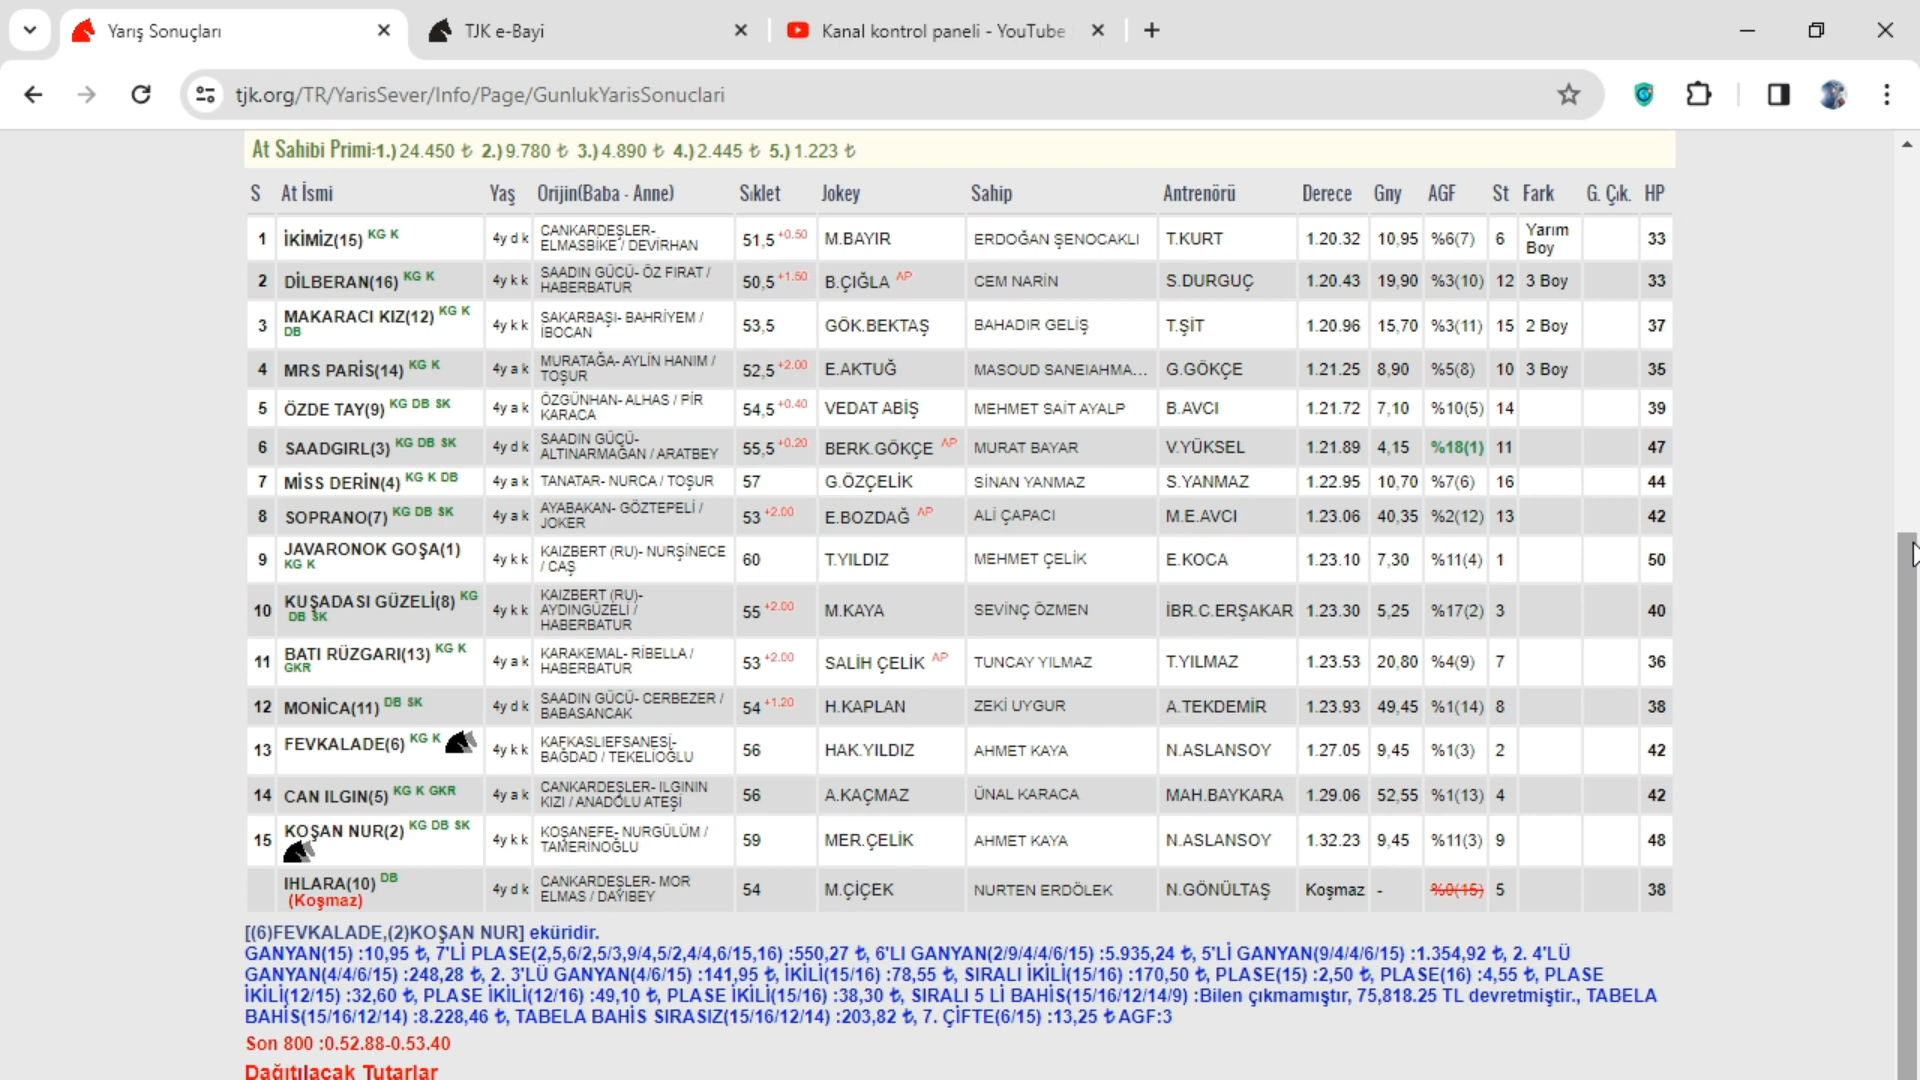 Yarış Sonuçları
TJK e-Bayi
Kanal kontrol paneli - YouTube
tjk.org/TR/YarisSever/Info/Page/GunlukYarisSonuclari
At Sahibi Primi:1.) 24.450 ₺ 2.) 9.780 ₺ 3.) 4.890 ₺ 4.) 2.445 ₺ 5.) 1.223 ₺
S At İsmi Yaş Orijin(Baba - Anne) Sıklet Jokey Sahip Antrenörü Derece Gny AGF St Fark G. Çık. HP
1 İKİMİZ(15) KG K 4y d k CANKARDEŞLER- ELMASBİKE / DEVİRHAN 51,5 +0.50 M.BAYIR ERDOĞAN ŞENOCAKLI T.KURT 1.20.32 10,95 %6(7) 6 Yarım Boy 33
2 DİLBERAN(16) KG K 4y k k SAADIN GÜCÜ- ÖZ FIRAT / HABERBATUR 50,5 +1.50 B.ÇIĞLA AP CEM NARİN S.DURGUÇ 1.20.43 19,90 %3(10) 12 3 Boy 33
3 MAKARACI KIZ(12) KG K DB 4y k k SAKARBAŞI- BAHRİYEM / İBOCAN 53,5 GÖK.BEKTAŞ BAHADIR GELİŞ T.ŞİT 1.20.96 15,70 %3(11) 15 2 Boy 37
4 MRS PARİS(14) KG K 4y a k MURATAĞA- AYLİN HANIM / TOŞUR 52,5 +2.00 E.AKTUĞ MASOUD SANEIAHMA... G.GÖKÇE 1.21.25 8,90 %5(8) 10 3 Boy 35
5 ÖZDE TAY(9) KG DB SK 4y a k ÖZGÜNHAN- ALHAS / PİR KARACA 54,5 +0.40 VEDAT ABİŞ MEHMET SAİT AYALP B.AVCI 1.21.72 7,10 %10(5) 14 39
6 SAADGIRL(3) KG DB SK 4y d k SAADIN GÜCÜ- ALTINARMAĞAN / ARATBEY 55,5 +0.20 BERK.GÖKÇE AP MURAT BAYAR V.YÜKSEL 1.21.89 4,15 %18(1) 11 47
7 MİSS DERİN(4) KG K DB 4y a k TANATAR- NURCA / TOŞUR 57 G.ÖZÇELİK SİNAN YANMAZ S.YANMAZ 1.22.95 10,70 %7(6) 16 44
8 SOPRANO(7) KG DB SK 4y a k AYABAKAN- GÖZTEPELİ / JOKER 53 +2.00 E.BOZDAĞ AP ALİ ÇAPACI M.E.AVCI 1.23.06 40,35 %2(12) 13 42
9 JAVARONOK GOŞA(1) KG K 4y k k KAIZBERT (RU)- NURŞİNECE / CAŞ 60 T.YILDIZ MEHMET ÇELİK E.KOCA 1.23.10 7,30 %11(4) 1 50
10 KUŞADASI GÜZELİ(8) KG DB SK 4y k k KAIZBERT (RU)- AYDINGÜZELİ / HABERBATUR 55 +2.00 M.KAYA SEVİNÇ ÖZMEN İBR.C.ERŞAKAR 1.23.30 5,25 %17(2) 3 40
11 BATI RÜZGARI(13) KG K GKR 4y a k KARAKEMAL- RİBELLA / HABERBATUR 53 +2.00 SALİH ÇELİK AP TUNCAY YILMAZ T.YILMAZ 1.23.53 20,80 %4(9) 7 36
12 MONİCA(11) DB SK 4y d k SAADIN GÜCÜ- CERBEZER / BABASANCAK 54 +1.20 H.KAPLAN ZEKİ UYGUR A.TEKDEMİR 1.23.93 49,45 %1(14) 8 38
13 FEVKALADE(6) KG K 4y k k KAFKASLIEFSANESİ- BAĞDAD / TEKELİOĞLU 56 HAK.YILDIZ AHMET KAYA N.ASLANSOY 1.27.05 9,45 %1(3) 2 42
14 CAN ILGIN(5) KG K GKR 4y a k CANKARDEŞLER- ILGININ KIZI / ANADOLU ATEŞİ 56 A.KAÇMAZ ÜNAL KARACA MAH.BAYKARA 1.29.06 52,55 %1(13) 4 42
15 KOŞAN NUR(2) KG DB SK 4y k k KOŞANEFE- NURGÜLÜM / TAMERİNOĞLU 59 MER.ÇELİK AHMET KAYA N.ASLANSOY 1.32.23 9,45 %11(3) 9 48
IHLARA(10) DB (Koşmaz) 4y d k CANKARDEŞLER- MOR ELMAS / DAYIBEY 54 M.ÇİÇEK NURTEN ERDÖLEK N.GÖNÜLTAŞ Koşmaz - %0(15) 5 38
[(6)FEVKALADE,(2)KOŞAN NUR] eküridir.
GANYAN(15) :10,95 ₺, 7'Lİ PLASE(2,5,6/2,5/3,9/4,5/2,4/4,6/15,16) :550,27 ₺, 6'LI GANYAN(2/9/4/4/6/15) :5.935,24 ₺, 5'Lİ GANYAN(9/4/4/6/15) :1.354,92 ₺, 2. 4'LÜ
GANYAN(4/4/6/15) :248,28 ₺, 2. 3'LÜ GANYAN(4/6/15) :141,95 ₺, İKİLİ(15/16) :78,55 ₺, SIRALI İKİLİ(15/16) :170,50 ₺, PLASE(15) :2,50 ₺, PLASE(16) :4,55 ₺, PLASE
İKİLİ(12/15) :32,60 ₺, PLASE İKİLİ(12/16) :49,10 ₺, PLASE İKİLİ(15/16) :38,30 ₺, SIRALI 5 Lİ BAHİS(15/16/12/14/9) :Bilen çıkmamıştır, 75,818.25 TL devretmiştir., TABELA
BAHİS(15/16/12/14) :8.228,46 ₺, TABELA BAHİS SIRASIZ(15/16/12/14) :203,82 ₺, 7. ÇİFTE(6/15) :13,25 ₺ AGF:3
Son 800 :0.52.88-0.53.40
Dağıtılacak Tutarlar